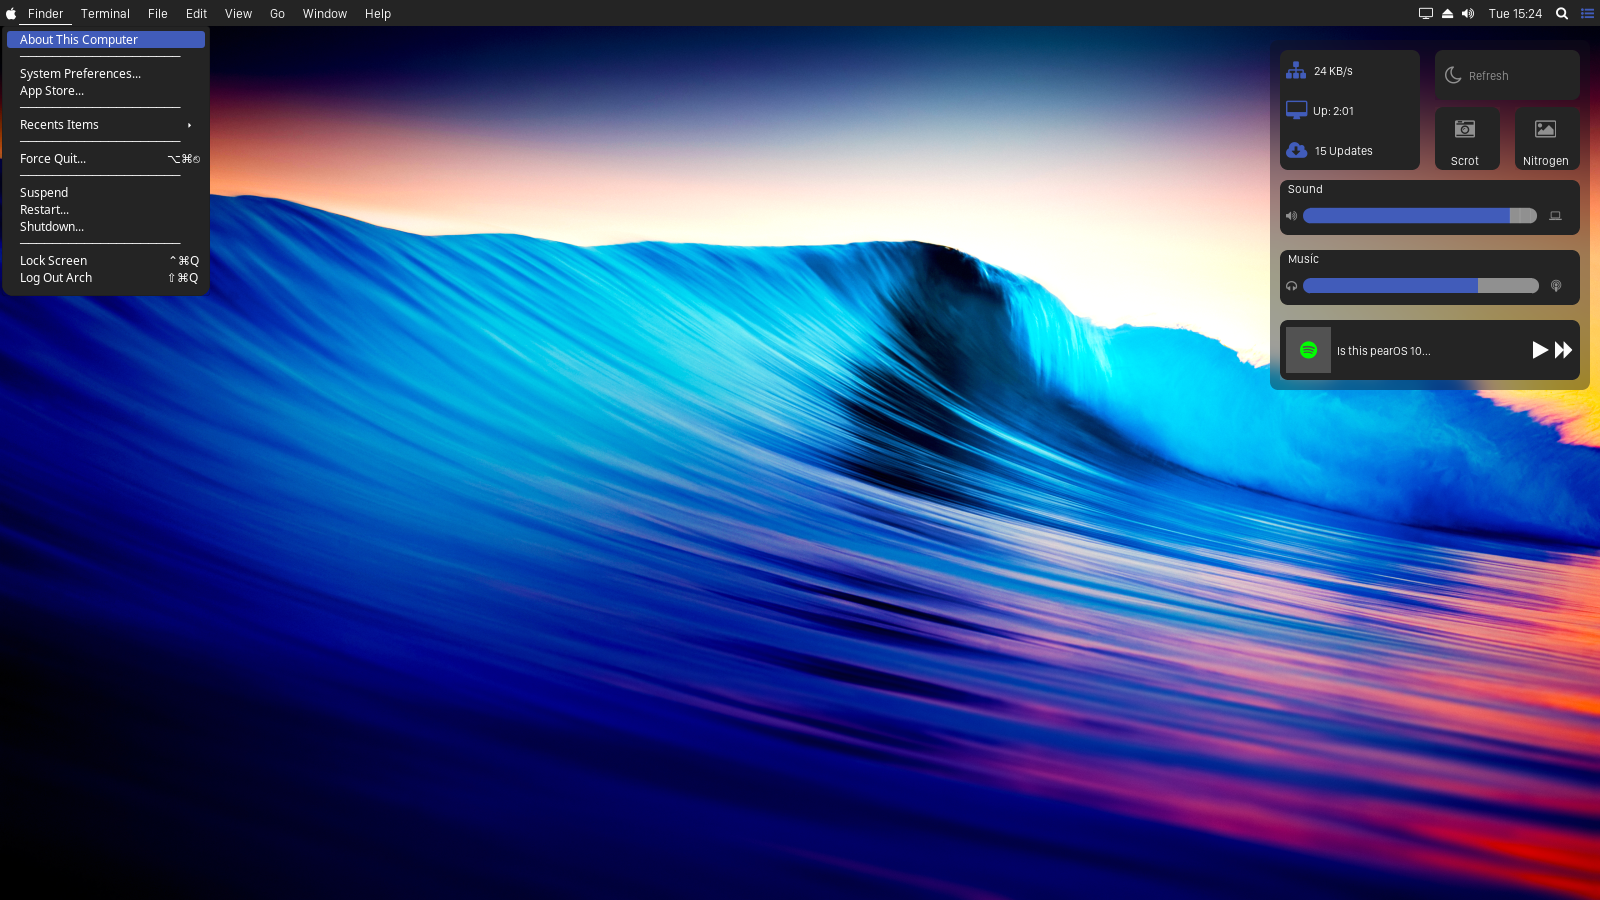 Finder Terminal File Edit View Go Window Help
Tue 15:24
About This Computer
System Preferences...
App Store...
Recents Items
Force Quit... ⌥⌘⎋
Suspend
Restart...
Shutdown...
Lock Screen ⌃⌘Q
Log Out Arch ⇧⌘Q
24 KB/s
Up: 2:01
15 Updates
Refresh
Scrot
Nitrogen
Sound
Music
Is this pearOS 10...